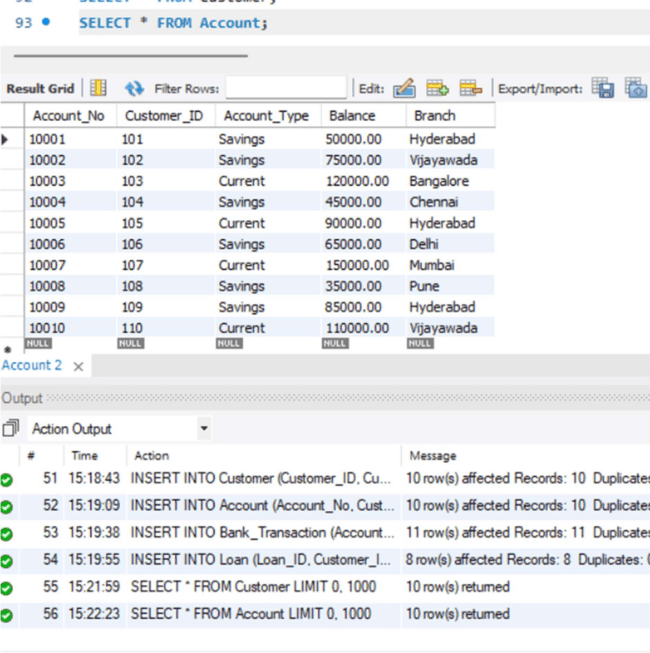 93 SELECT * FROM Account;
Result Grid Filter Rows: Edit: Export/Import:
Account_No Customer_ID Account_Type Balance Branch
10001 101 Savings 50000.00 Hyderabad
10002 102 Savings 75000.00 Vijayawada
10003 103 Current 120000.00 Bangalore
10004 104 Savings 45000.00 Chennai
10005 105 Current 90000.00 Hyderabad
10006 106 Savings 65000.00 Delhi
10007 107 Current 150000.00 Mumbai
10008 108 Savings 35000.00 Pune
10009 109 Savings 85000.00 Hyderabad
10010 110 Current 110000.00 Vijayawada
NULL NULL NULL NULL NULL
Account 2
Output
Action Output
# Time Action Message
51 15:18:43 INSERT INTO Customer (Customer_ID, Cu... 10 row(s) affected Records: 10 Duplicates
52 15:19:09 INSERT INTO Account (Account_No, Cust... 10 row(s) affected Records: 10 Duplicates
53 15:19:38 INSERT INTO Bank_Transaction (Account... 11 row(s) affected Records: 11 Duplicates
54 15:19:55 INSERT INTO Loan (Loan_ID, Customer_I... 8 row(s) affected Records: 8 Duplicates: (
55 15:21:59 SELECT * FROM Customer LIMIT 0, 1000 10 row(s) returned
56 15:22:23 SELECT * FROM Account LIMIT 0, 1000 10 row(s) returned